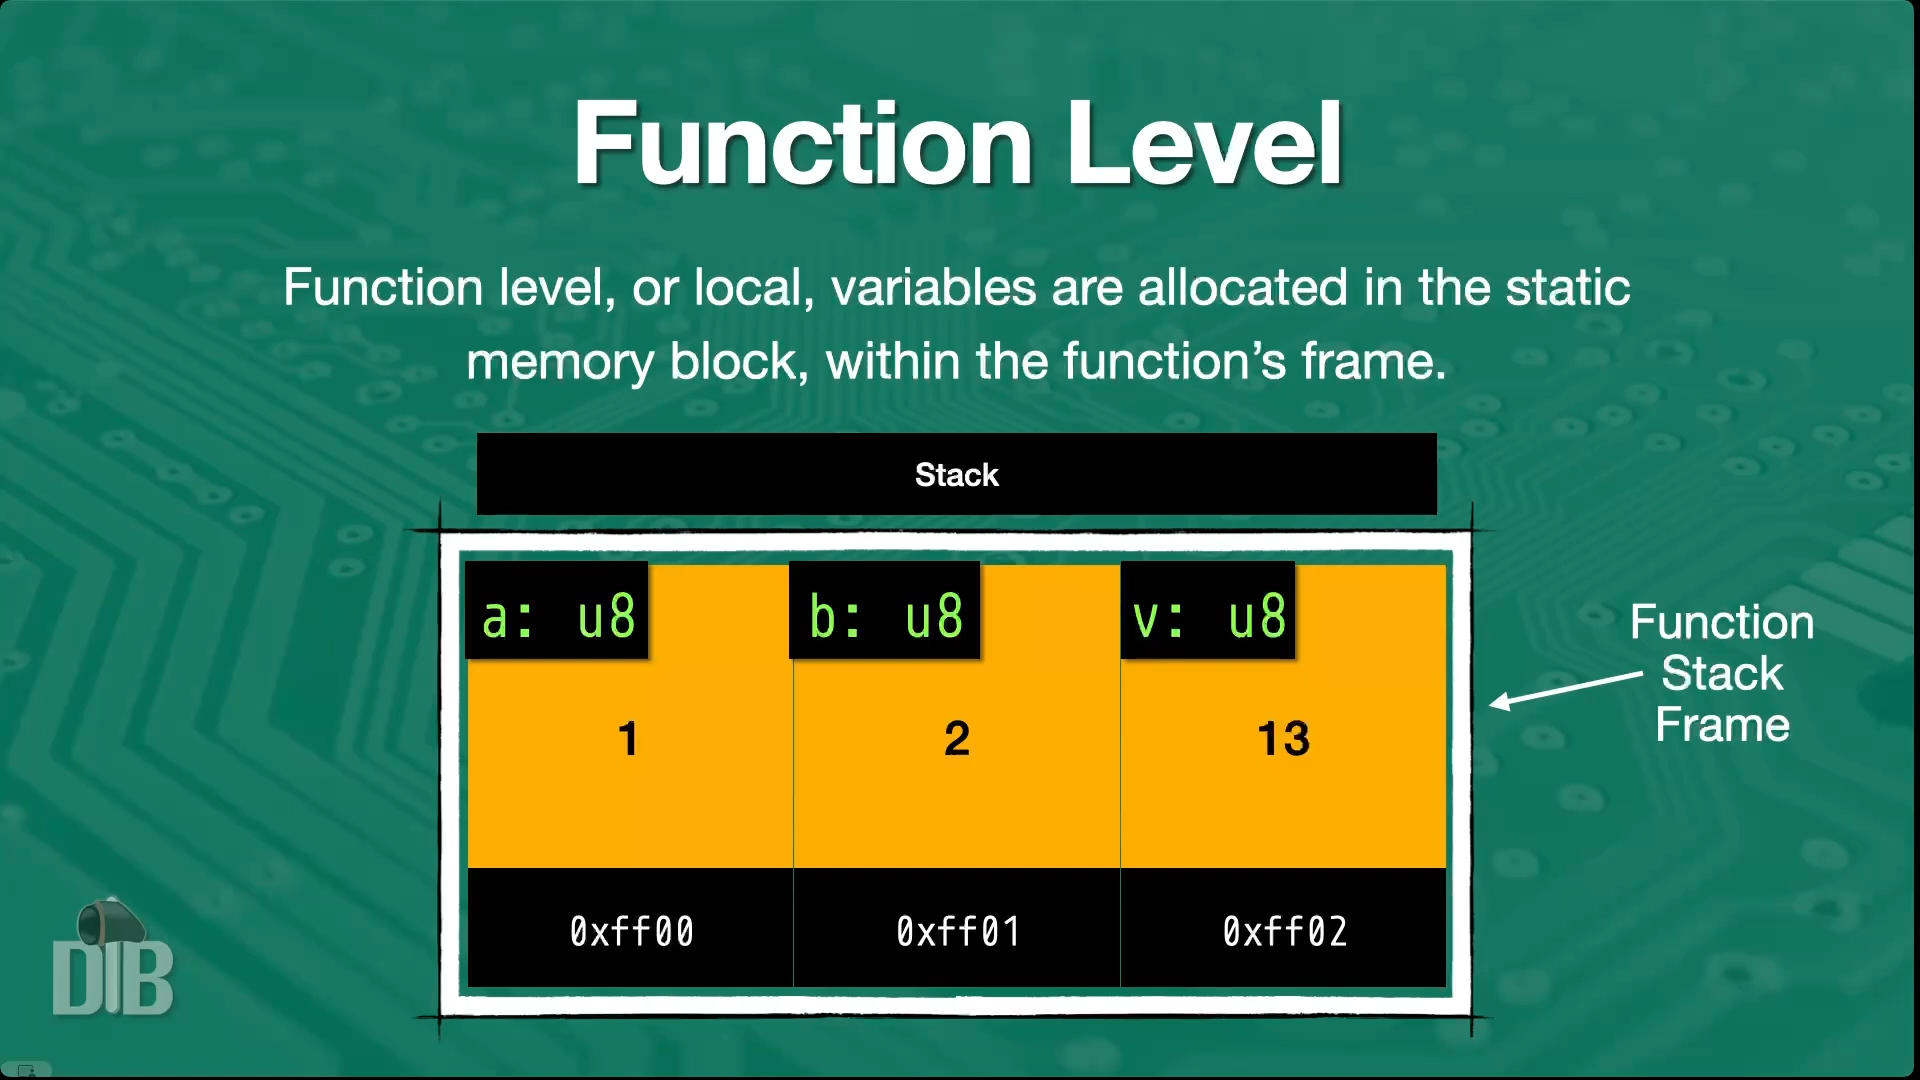 Function Level
Function level, or local, variables are allocated in the static
memory block, within the function’s frame.
Stack
a: u8
b: u8
v: u8
1
2
13
0xff00
0xff01
0xff02
Function
Stack
Frame
DIB